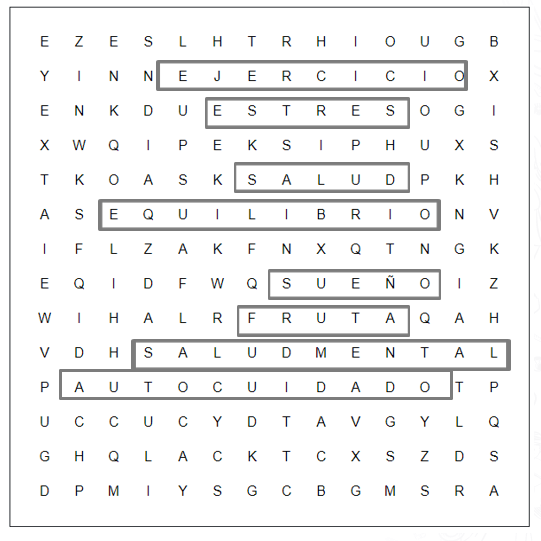 E Z E S L H T R H I O U G B
Y I N N E J E R C I C I O X
E N K D U E S T R E S O G I
X W Q I P E K S I P H U X S
T K O A S K S A L U D P K H
A S E Q U I L I B R I O N V
I F L Z A K F N X Q T N G K
E Q I D F W Q S U E Ñ O I Z
W I H A L R F R U T A Q A H
V D H S A L U D M E N T A L
P A U T O C U I D A D O T P
U C C U C Y D T A V G Y L Q
G H Q L A C K T C X S Z D S
D P M I Y S G C B G M S R A